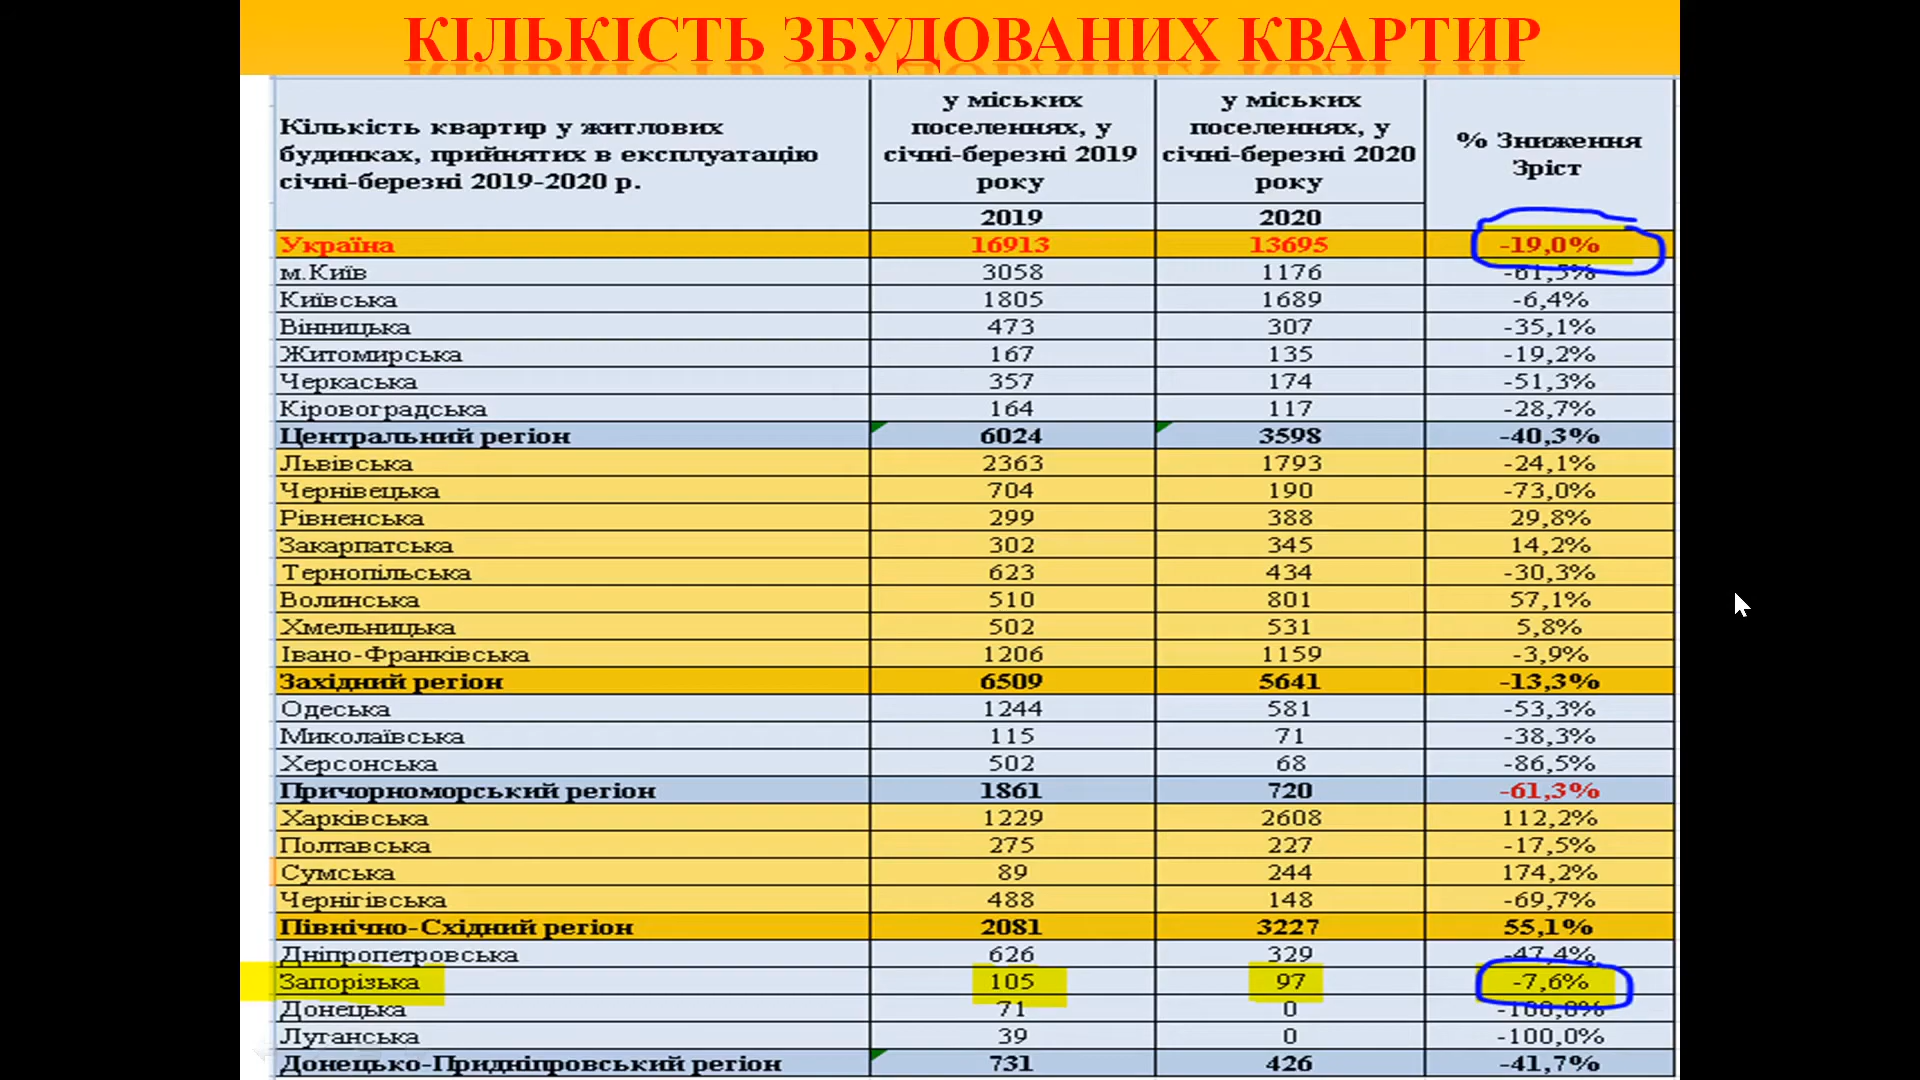 КІЛЬКІСТЬ ЗБУДОВАНИХ КВАРТИР
Кількість квартир у житлових
будинках, прийнятих в експлуатацію
січні-березні 2019-2020 р.
у міських
поселеннях, у
січні-березні 2019
року
у міських
поселеннях, у
січні-березні 2020
року
% Зниження
Зріст
2019 2020
Україна 16913 13695 -19,0%
м.Київ 3058 1176 -61,5%
Київська 1805 1689 -6,4%
Вінницька 473 307 -35,1%
Житомирська 167 135 -19,2%
Черкаська 357 174 -51,3%
Кіровоградська 164 117 -28,7%
Центральний регіон 6024 3598 -40,3%
Львівська 2363 1793 -24,1%
Чернівецька 704 190 -73,0%
Рівненська 299 388 29,8%
Закарпатська 302 345 14,2%
Тернопільська 623 434 -30,3%
Волинська 510 801 57,1%
Хмельницька 502 531 5,8%
Івано-Франківська 1206 1159 -3,9%
Західний регіон 6509 5641 -13,3%
Одеська 1244 581 -53,3%
Миколаївська 115 71 -38,3%
Херсонська 502 68 -86,5%
Причорноморський регіон 1861 720 -61,3%
Харківська 1229 2608 112,2%
Полтавська 275 227 -17,5%
Сумська 89 244 174,2%
Чернігівська 488 148 -69,7%
Північно-Східний регіон 2081 3227 55,1%
Дніпропетровська 626 329 -47,4%
Запорізька 105 97 -7,6%
Донецька 71 0 -100,0%
Луганська 39 0 -100,0%
Донецько-Придніпровський регіон 731 426 -41,7%